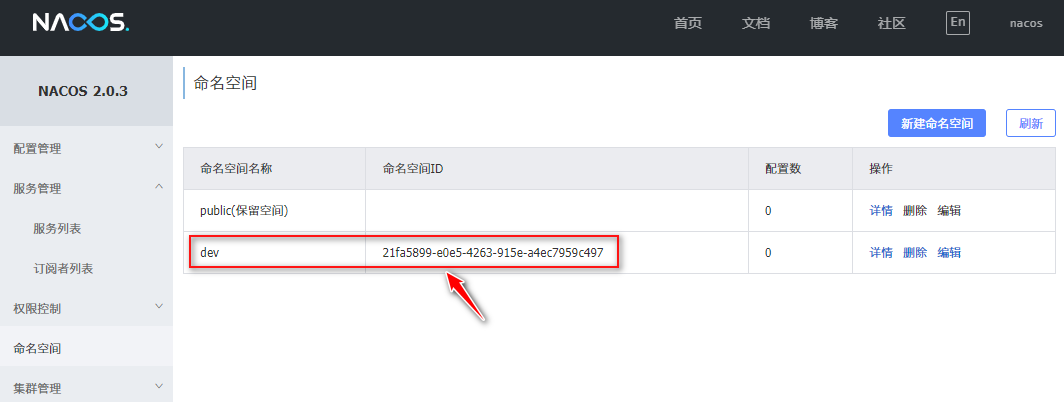 NACOS.
首页 文档 博客 社区 En nacos
NACOS 2.0.3
配置管理
服务管理
服务列表
订阅者列表
权限控制
命名空间
集群管理
命名空间
新建命名空间 刷新
命名空间名称 命名空间ID 配置数 操作
public(保留空间) 0 详情 删除 编辑
dev 21fa5899-e0e5-4263-915e-a4ec7959c497 0 详情 删除 编辑